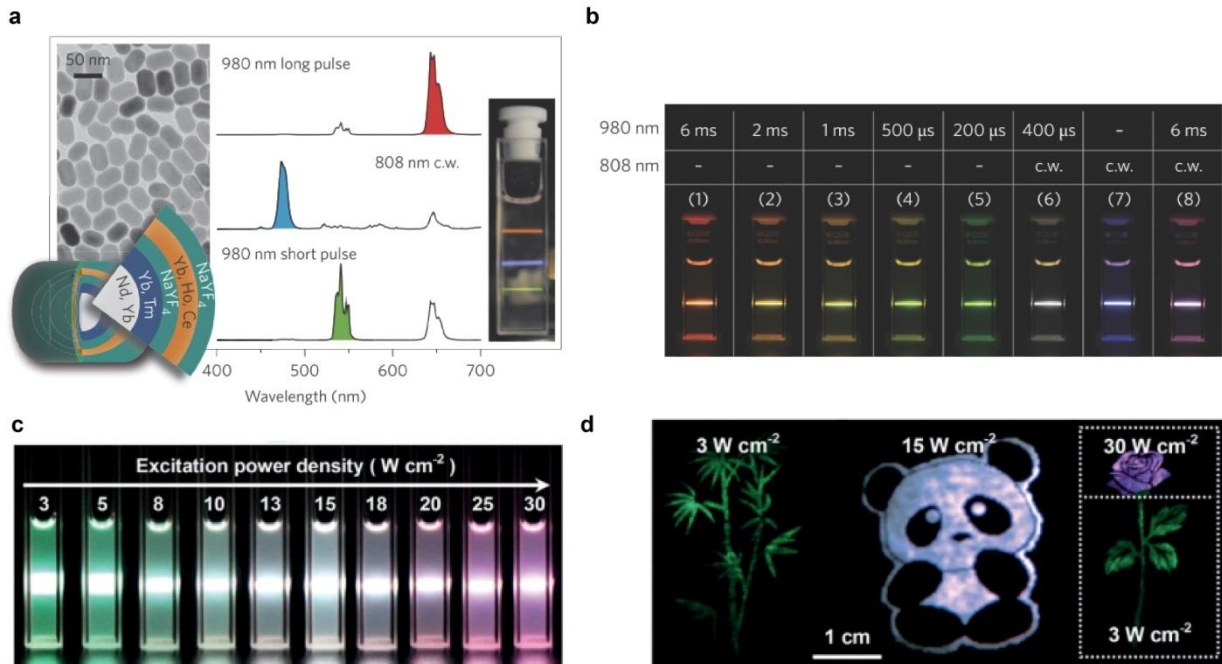 a
50 nm
980 nm long pulse
808 nm c.w.
980 nm short pulse
Nd, Yb
Yb, Tm
NaYF4
Yb, Ho, Ce
NaYF4
400 500 600 700
Wavelength (nm)
b
980 nm 6 ms 2 ms 1 ms 500 µs 200 µs 400 µs – 6 ms
808 nm – – – – – c.w. c.w. c.w.
(1) (2) (3) (4) (5) (6) (7) (8)
c
Excitation power density ( W cm-2 )
3 5 8 10 13 15 18 20 25 30
d
3 W cm-2 15 W cm-2 30 W cm-2
1 cm
3 W cm-2